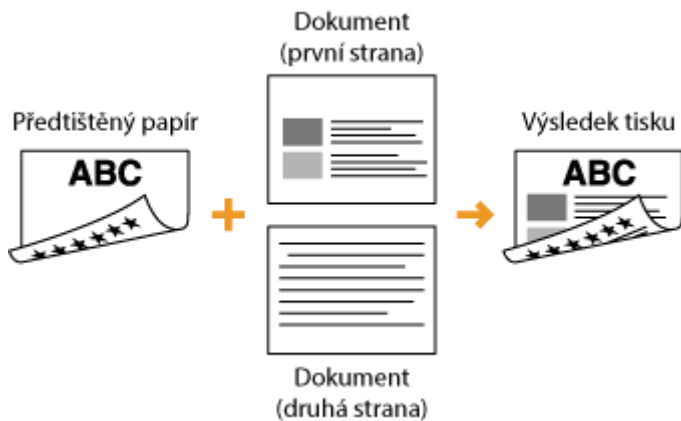 Dokument
(první strana)
Předtištěný papír
ABC
Výsledek tisku
ABC
Dokument
(druhá strana)